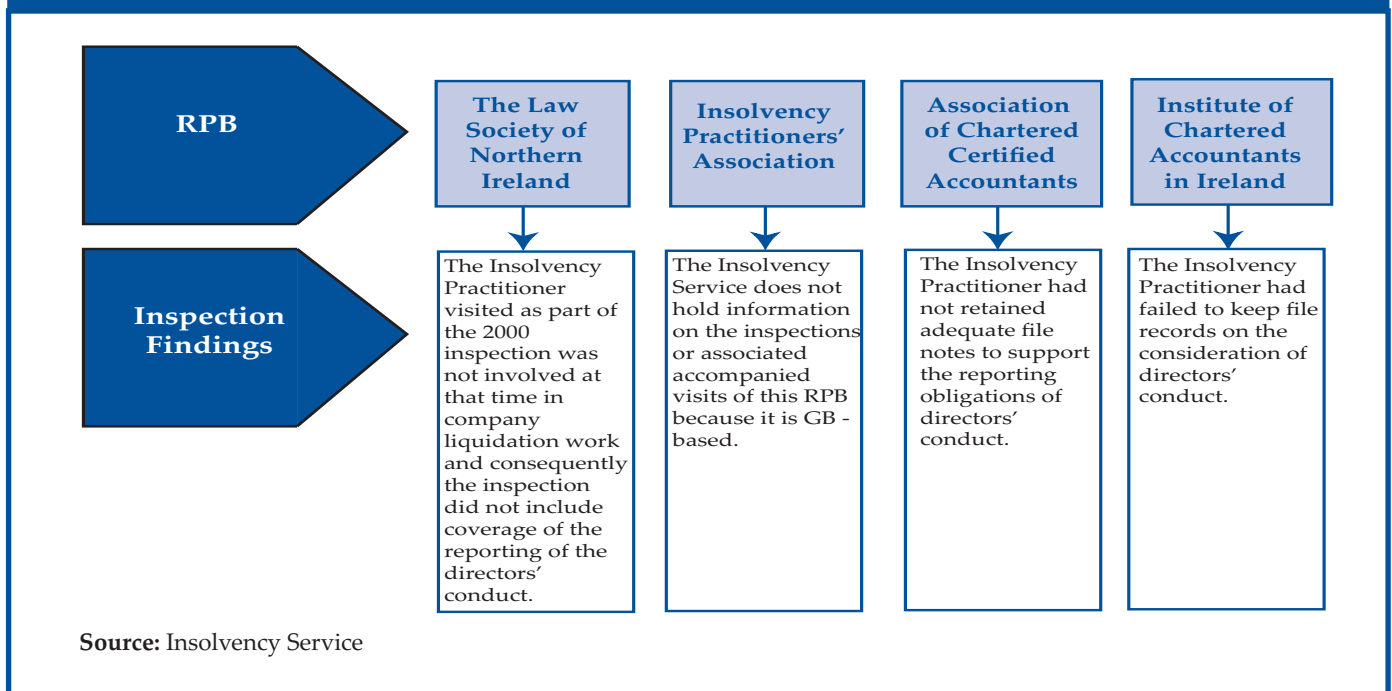 RPB
The Law
Society of
Northern
Ireland
Insolvency
Practitioners'
Association
Association
of Chartered
Certified
Accountants
Institute of
Chartered
Accountants
in Ireland
Inspection
Findings
The Insolvency
Practitioner
visited as part of
the 2000
inspection was
not involved at
that time in
company
liquidation work
and consequently
the inspection
did not include
coverage of the
reporting of the
directors'
conduct.
The Insolvency
Service does not
hold information
on the inspections
or associated
accompanied
visits of this RPB
because it is GB -
based.
The Insolvency
Practitioner had
not retained
adequate file
notes to support
the reporting
obligations of
directors'
conduct.
The Insolvency
Practitioner had
failed to keep file
records on the
consideration of
directors'
conduct.
Source: Insolvency Service